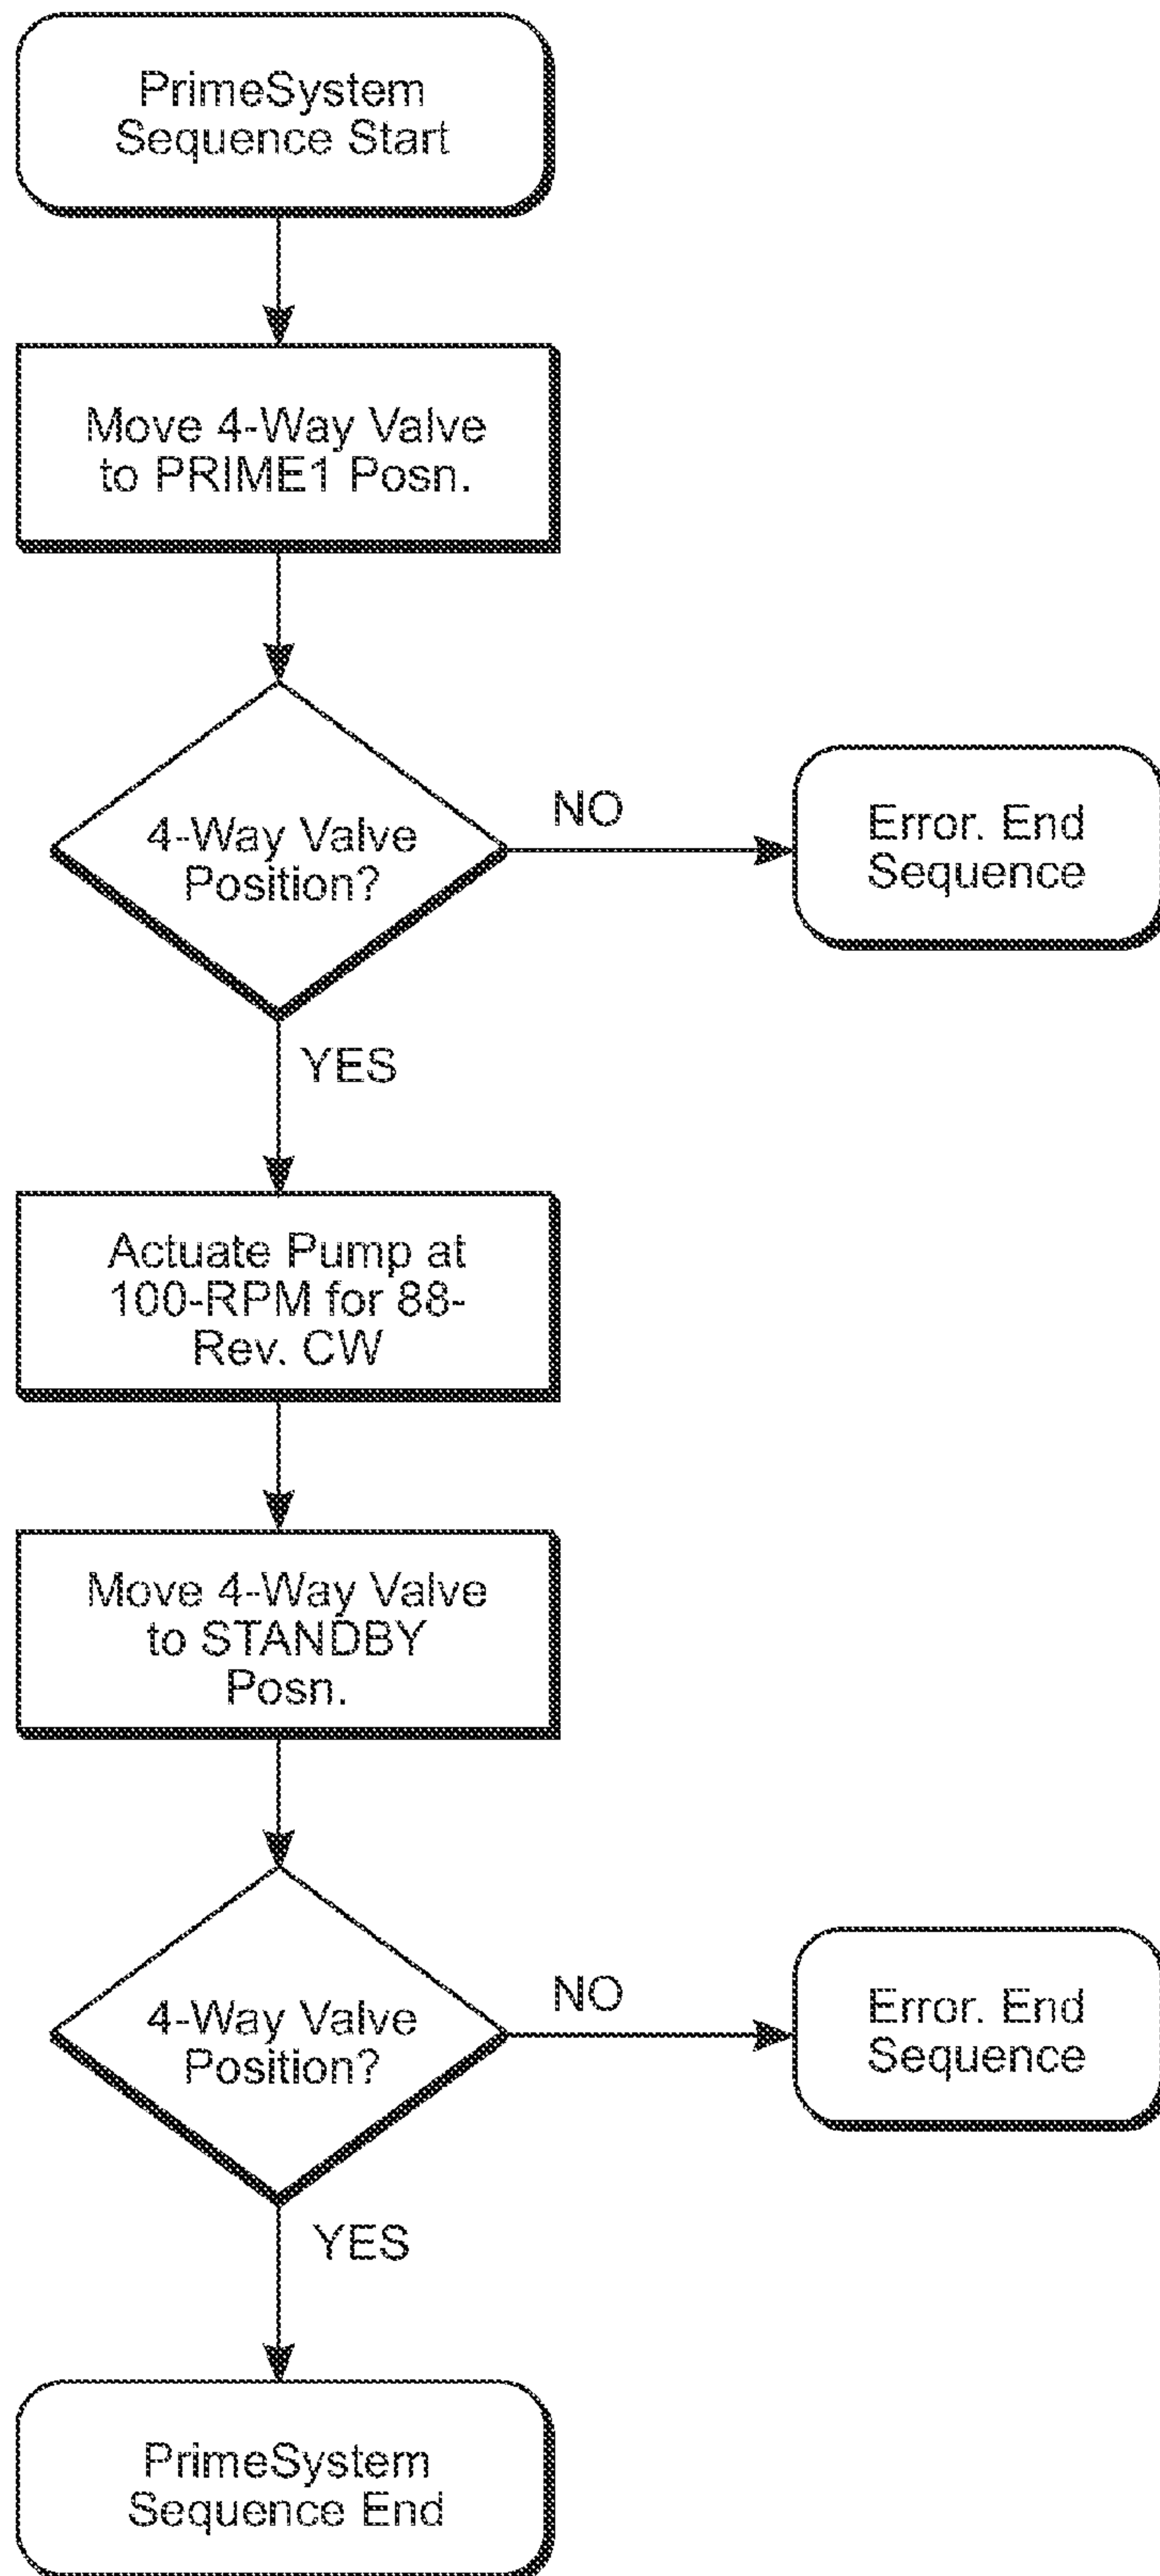 PrimeSystem
Sequence Start
Move 4-Way Valve
to PRIME1 Posn.
4-Way Valve
Position?
NO
Error. End
Sequence
YES
Actuate Pump at
100-RPM for 88-
Rev. CW
Move 4-Way Valve
to STANDBY
Posn.
4-Way Valve
Position?
NO
Error. End
Sequence
YES
PrimeSystem
Sequence End